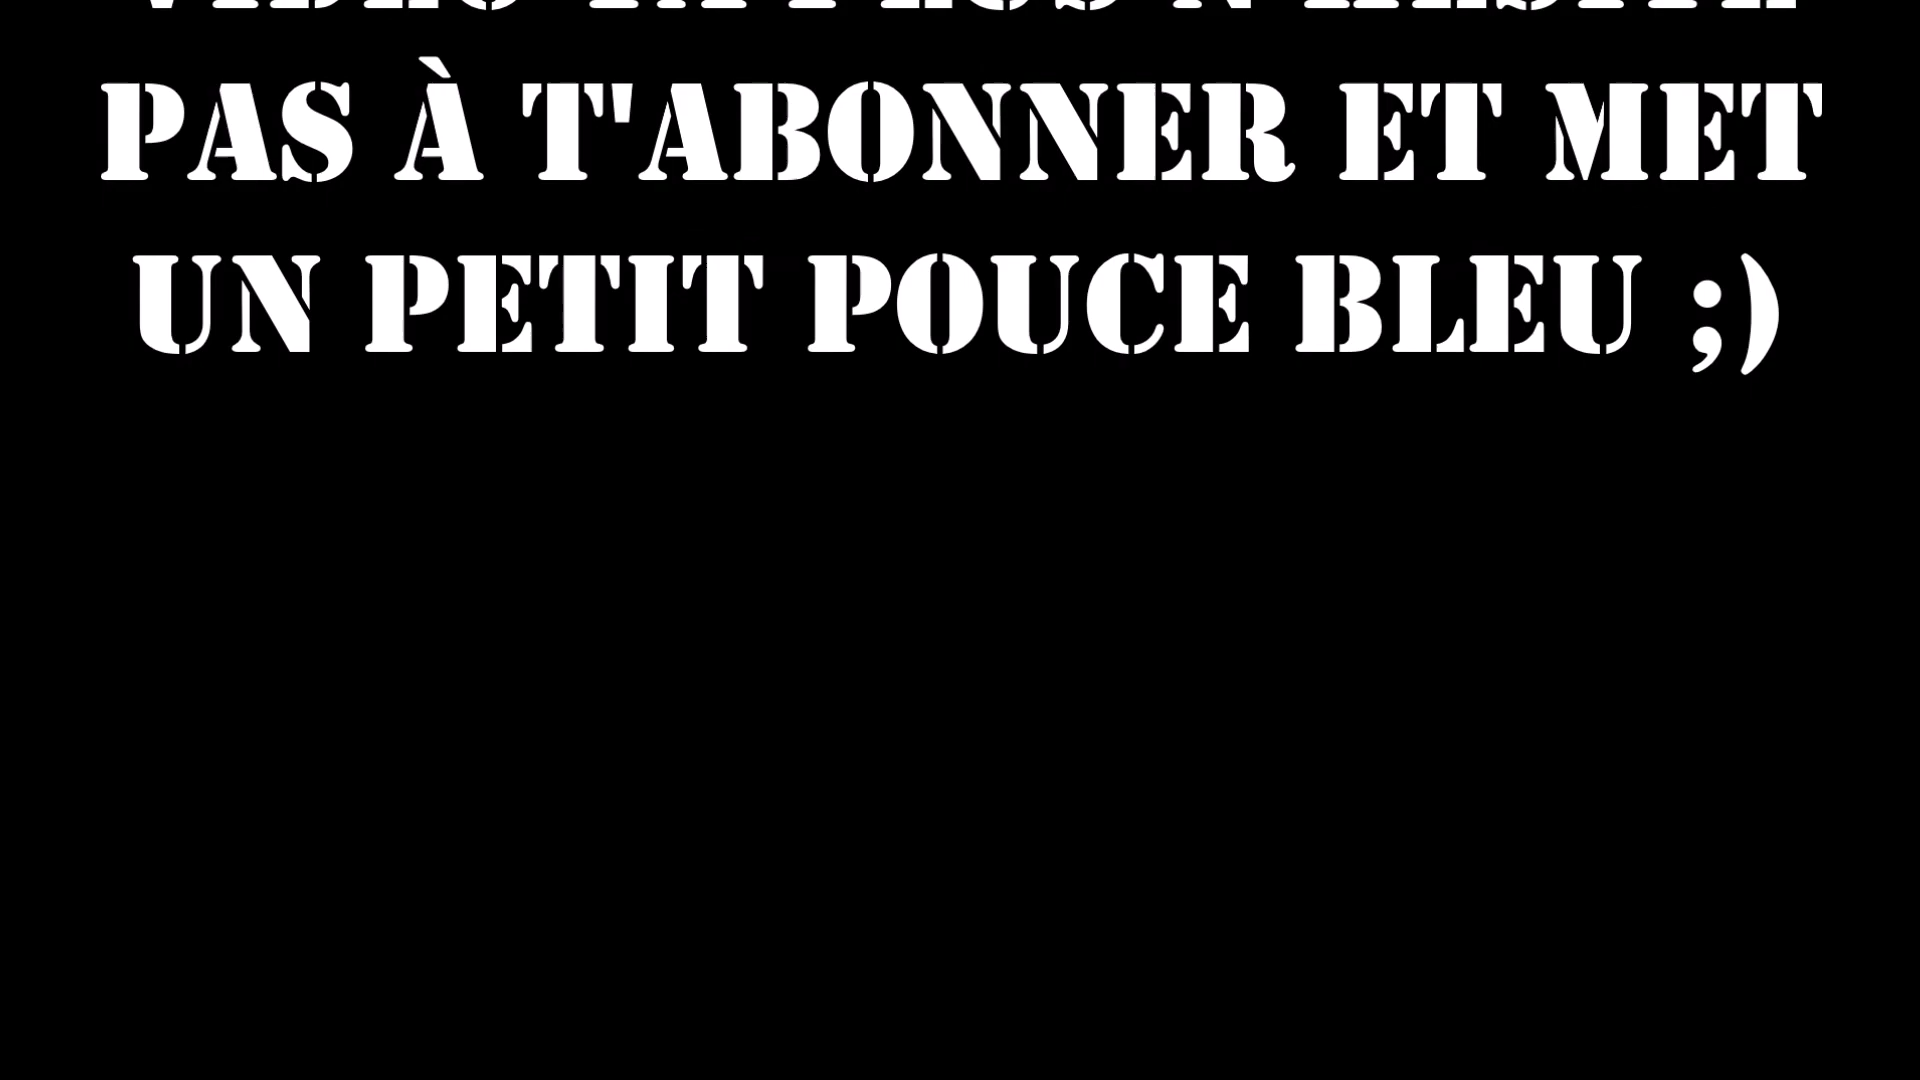 PAS À T'ABONNER ET MET
UN PETIT POUCE BLEU ;)